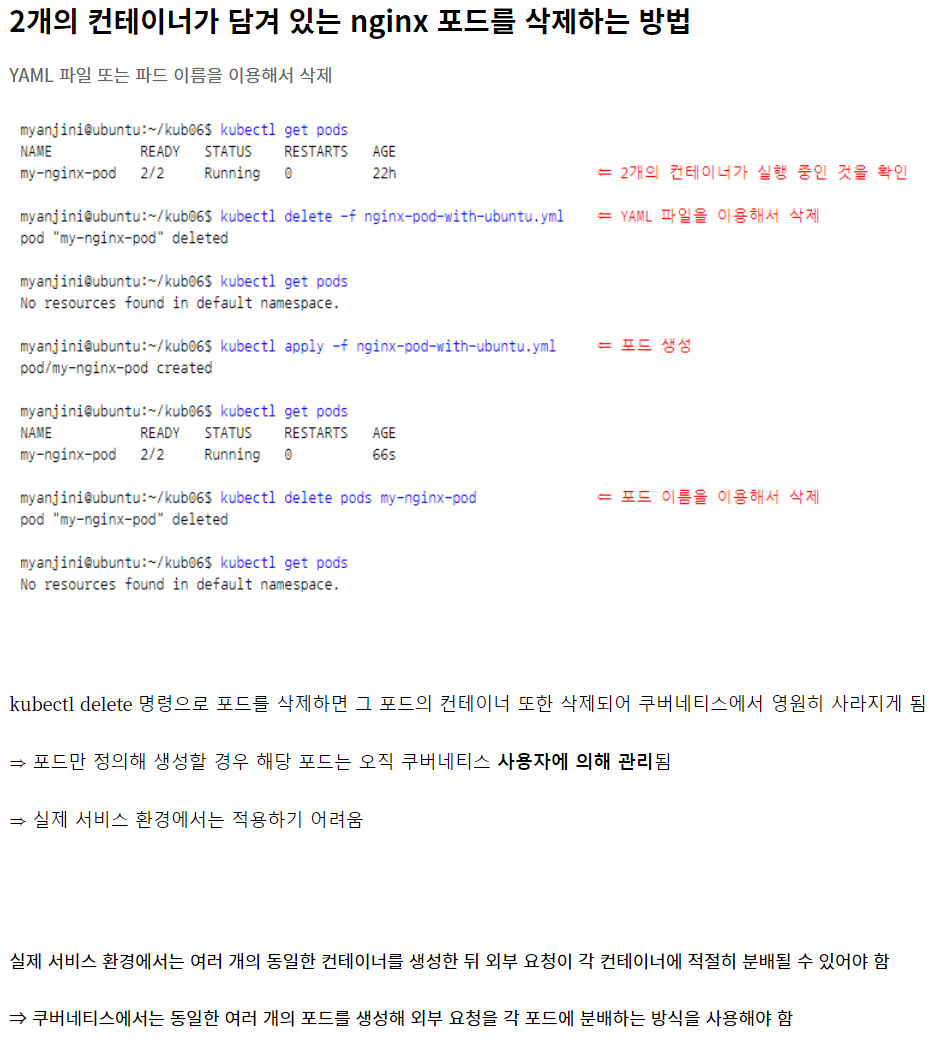 2개의 컨테이너가 담겨 있는 nginx 포드를 삭제하는 방법
YAML 파일 또는 파드 이름을 이용해서 삭제
myanjini@ubuntu:~/kub06$ kubectl get pods
NAME READY STATUS RESTARTS AGE
my-nginx-pod 2/2 Running 0 22h ⇐ 2개의 컨테이너가 실행 중인 것을 확인
myanjini@ubuntu:~/kub06$ kubectl delete -f nginx-pod-with-ubuntu.yml ⇐ YAML 파일을 이용해서 삭제
pod "my-nginx-pod" deleted
myanjini@ubuntu:~/kub06$ kubectl get pods
No resources found in default namespace.
myanjini@ubuntu:~/kub06$ kubectl apply -f nginx-pod-with-ubuntu.yml ⇐ 포드 생성
pod/my-nginx-pod created
myanjini@ubuntu:~/kub06$ kubectl get pods
NAME READY STATUS RESTARTS AGE
my-nginx-pod 2/2 Running 0 66s
myanjini@ubuntu:~/kub06$ kubectl delete pods my-nginx-pod ⇐ 포드 이름을 이용해서 삭제
pod "my-nginx-pod" deleted
myanjini@ubuntu:~/kub06$ kubectl get pods
No resources found in default namespace.
kubectl delete 명령으로 포드를 삭제하면 그 포드의 컨테이너 또한 삭제되어 쿠버네티스에서 영원히 사라지게 됨
⇒ 포드만 정의해 생성할 경우 해당 포드는 오직 쿠버네티스 사용자에 의해 관리됨
⇒ 실제 서비스 환경에서는 적용하기 어려움
실제 서비스 환경에서는 여러 개의 동일한 컨테이너를 생성한 뒤 외부 요청이 각 컨테이너에 적절히 분배될 수 있어야 함
⇒ 쿠버네티스에서는 동일한 여러 개의 포드를 생성해 외부 요청을 각 포드에 분배하는 방식을 사용해야 함